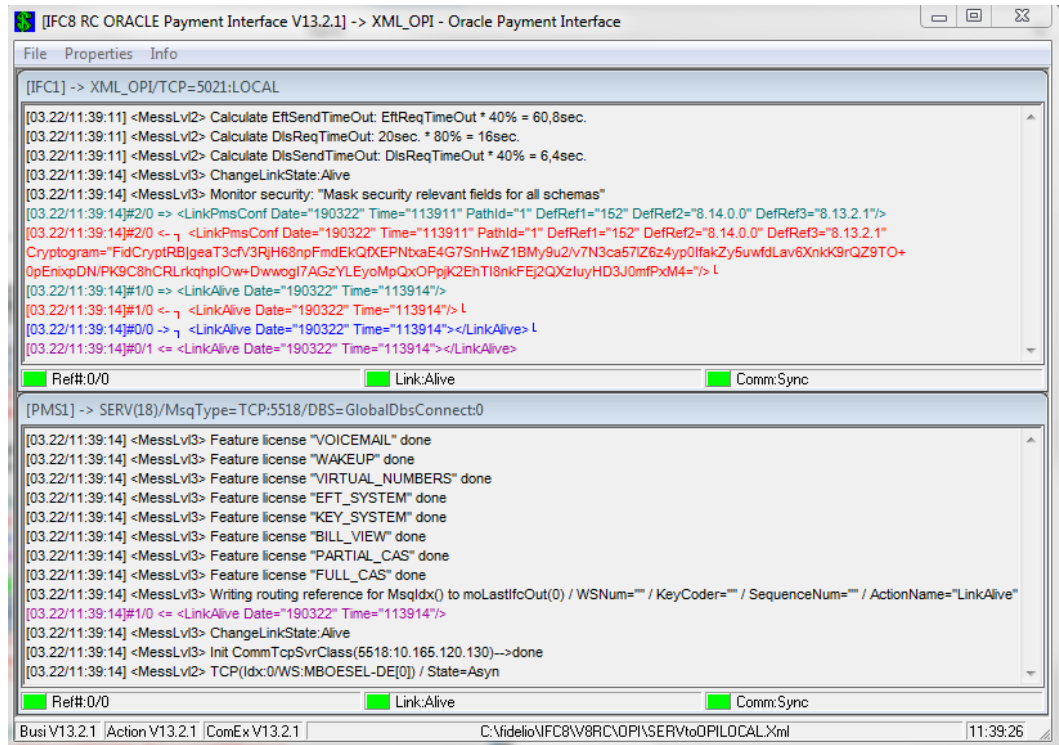 [IFC8 RC ORACLE Payment Interface V13.2.1] -> XML_OPI - Oracle Payment Interface
File Properties Info
[IFC1] -> XML_OPI/TCP=5021:LOCAL
[03.22/11:39:11] <MessLvl2> Calculate EftSendTimeOut: EftReqTimeOut * 40% = 60,8sec.
[03.22/11:39:11] <MessLvl2> Calculate DlsReqTimeOut: 20sec. * 80% = 16sec.
[03.22/11:39:11] <MessLvl2> Calculate DlsSendTimeOut: DlsReqTimeOut * 40% = 6,4sec.
[03.22/11:39:14] <MessLvl3> ChangeLinkState:Alive
[03.22/11:39:14] <MessLvl3> Monitor security: "Mask security relevant fields for all schemas"
[03.22/11:39:14]#2/0 => <LinkPmsConf Date="190322" Time="113911" PathId="1" DefRef1="152" DefRef2="8.14.0.0" DefRef3="8.13.2.1"/>
[03.22/11:39:14]#2/0 <- ┐ <LinkPmsConf Date="190322" Time="113911" PathId="1" DefRef1="152" DefRef2="8.14.0.0" DefRef3="8.13.2.1"
Cryptogram="FidCryptRB|geaT3cfV3RjH68npFmdEkQfXEPNtxaE4G7SnHwZ1BMy9u2/v7N3ca57lZ6z4yp0IfakZy5uwfdLav6XnkK9rQZ9TO+
0pEnixpDN/PK9C8hCRLrkqhplOw+DwwogI7AGzYLEyoMpQxOPpjK2EhTI8nkFEj2QXzIuyHD3J0mfPxM4="/> └
[03.22/11:39:14]#1/0 => <LinkAlive Date="190322" Time="113914"/>
[03.22/11:39:14]#1/0 <- ┐ <LinkAlive Date="190322" Time="113914"/> └
[03.22/11:39:14]#0/0 -> ┐ <LinkAlive Date="190322" Time="113914"></LinkAlive> └
[03.22/11:39:14]#0/1 <= <LinkAlive Date="190322" Time="113914"></LinkAlive>
Ref#:0/0 Link:Alive Comm:Sync
[PMS1] -> SERV(18)/MsqType=TCP:5518/DBS=GlobalDbsConnect:0
[03.22/11:39:14] <MessLvl3> Feature license "VOICEMAIL" done
[03.22/11:39:14] <MessLvl3> Feature license "WAKEUP" done
[03.22/11:39:14] <MessLvl3> Feature license "VIRTUAL_NUMBERS" done
[03.22/11:39:14] <MessLvl3> Feature license "EFT_SYSTEM" done
[03.22/11:39:14] <MessLvl3> Feature license "KEY_SYSTEM" done
[03.22/11:39:14] <MessLvl3> Feature license "BILL_VIEW" done
[03.22/11:39:14] <MessLvl3> Feature license "PARTIAL_CAS" done
[03.22/11:39:14] <MessLvl3> Feature license "FULL_CAS" done
[03.22/11:39:14] <MessLvl3> Writing routing reference for MsqIdx() to moLastIfcOut(0) / WSNum="" / KeyCoder="" / SequenceNum="" / ActionName="LinkAlive"
[03.22/11:39:14]#1/0 <= <LinkAlive Date="190322" Time="113914"/>
[03.22/11:39:14] <MessLvl3> ChangeLinkState:Alive
[03.22/11:39:14] <MessLvl3> Init CommTcpSvrClass(5518:10.165.120.130)-->done
[03.22/11:39:14] <MessLvl2> TCP(Idx:0/WS:MBOESEL-DE[0]) / State=Asyn
Ref#:0/0 Link:Alive Comm:Sync
Busi V13.2.1 Action V13.2.1 ComEx V13.2.1 C:\fidelio\IFC8\V8RC\OPI\SERVtoOPILOCAL.Xml 11:39:26